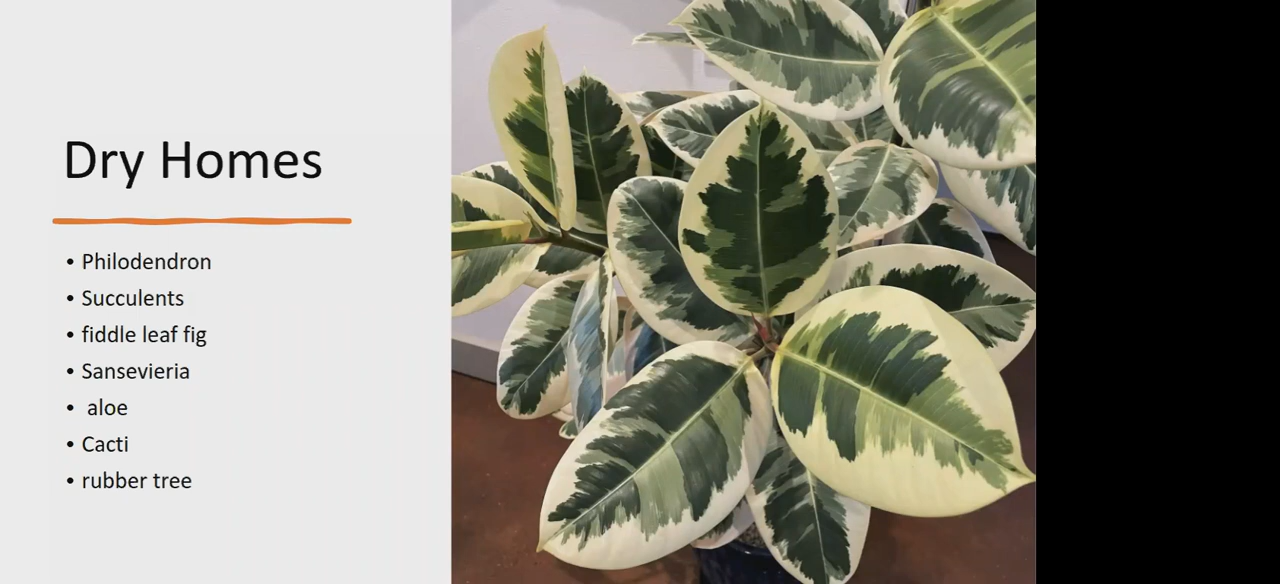 Dry Homes
• Philodendron
• Succulents
• fiddle leaf fig
• Sansevieria
• aloe
• Cacti
• rubber tree